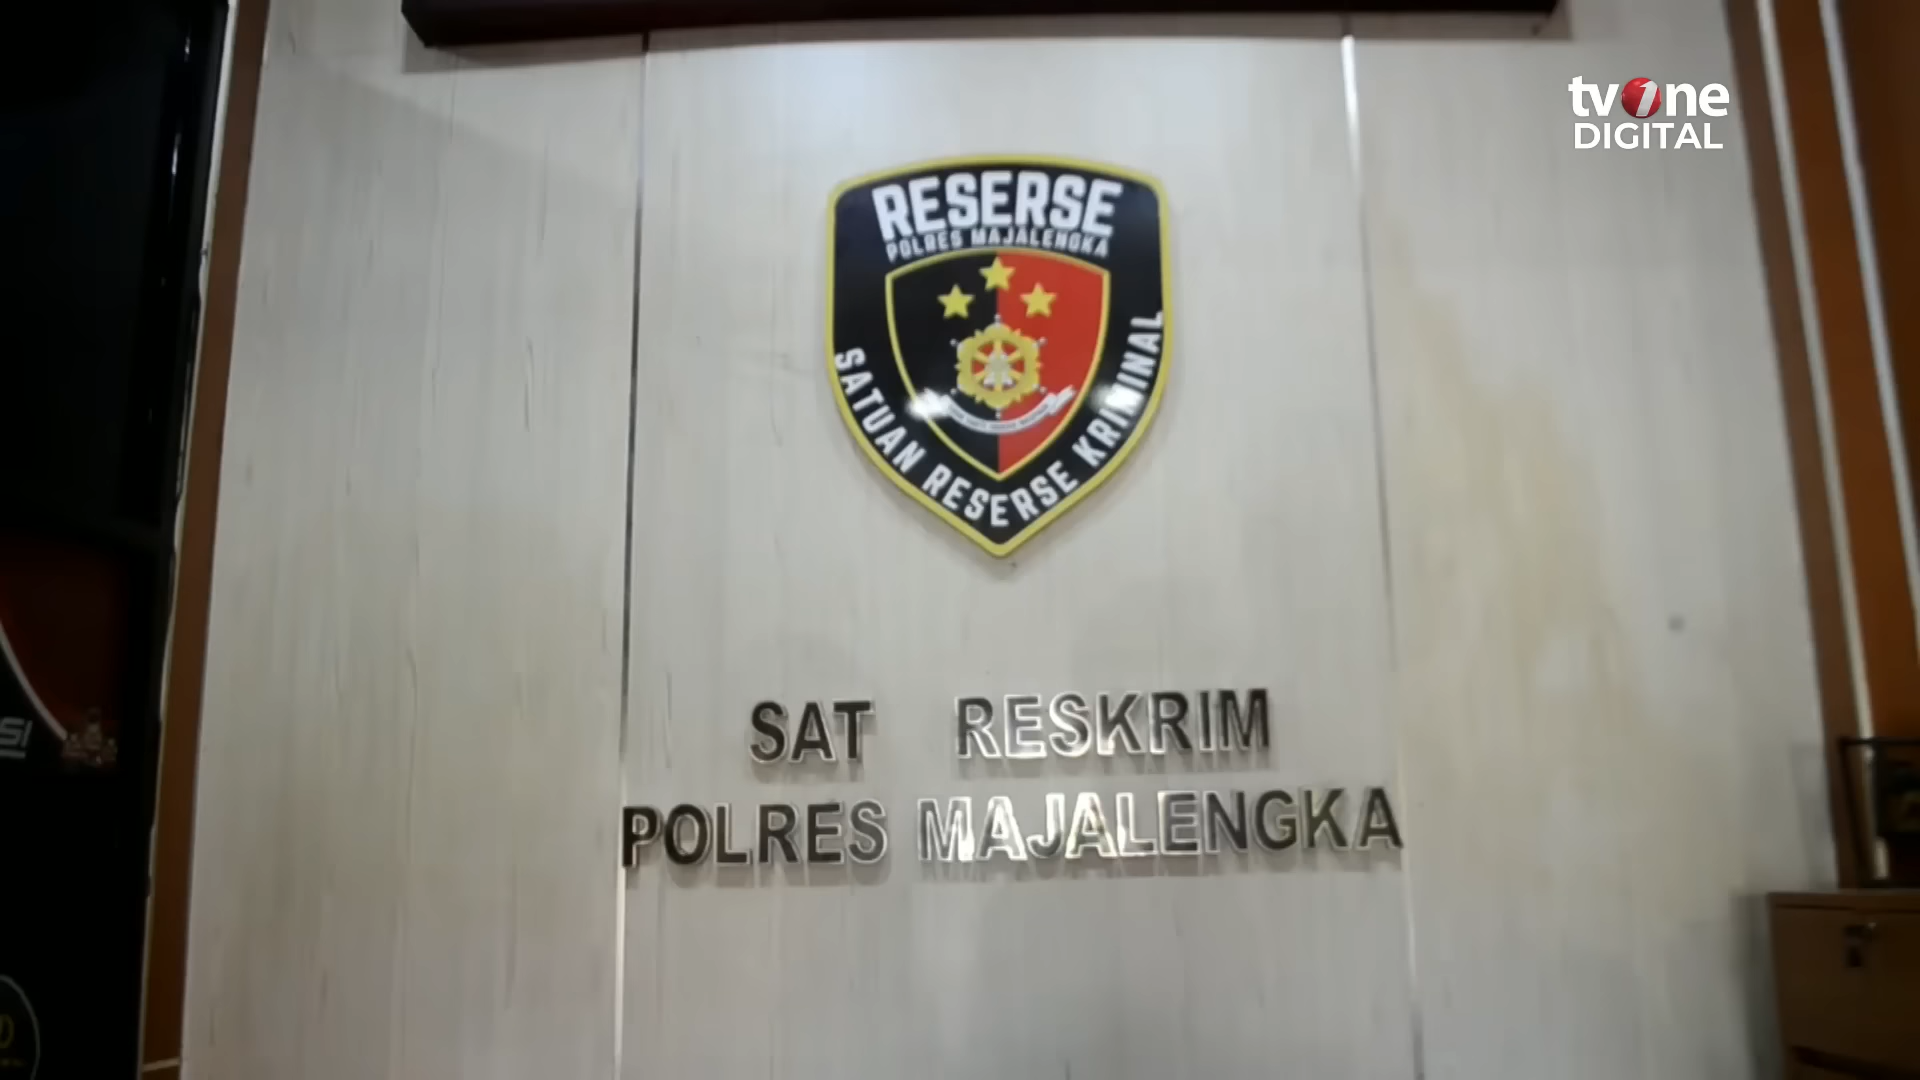 tvOne
DIGITAL
RESERSE
POLRES MAJALENGKA
SATUAN RESERSE KRIMINAL
SAT RESKRIM
POLRES MAJALENGKA